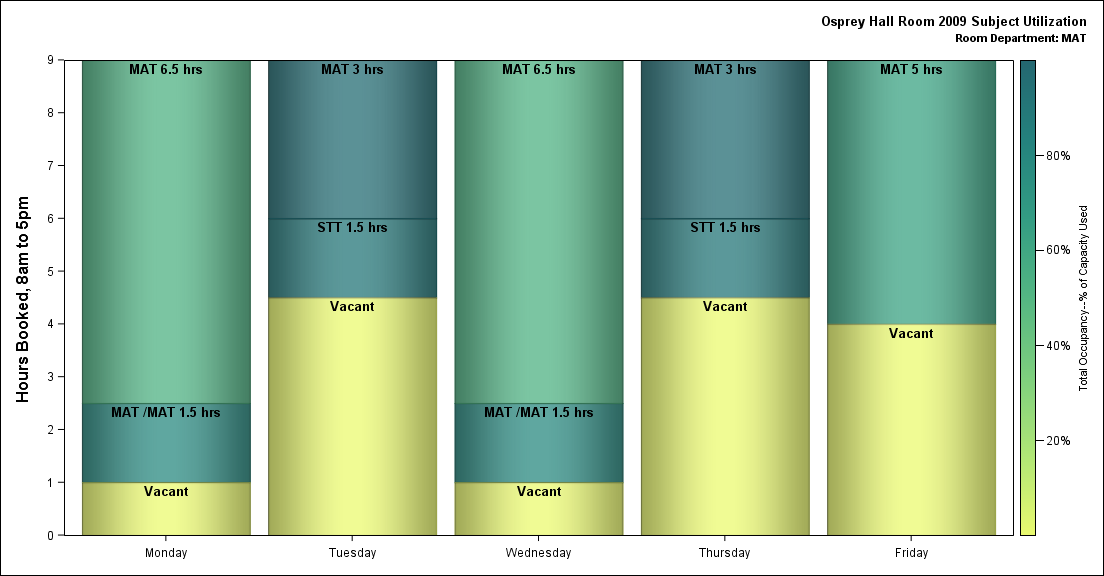 Osprey Hall Room 2009 Subject Utilization
Room Department: MAT
Hours Booked, 8am to 5pm
9
8
7
6
5
4
3
2
1
0
MAT 6.5 hrs
MAT /MAT 1.5 hrs
Vacant
MAT 3 hrs
STT 1.5 hrs
Vacant
MAT 6.5 hrs
MAT /MAT 1.5 hrs
Vacant
MAT 3 hrs
STT 1.5 hrs
Vacant
MAT 5 hrs
Vacant
Monday
Tuesday
Wednesday
Thursday
Friday
80%
60%
40%
20%
Total Occupancy--% of Capacity Used